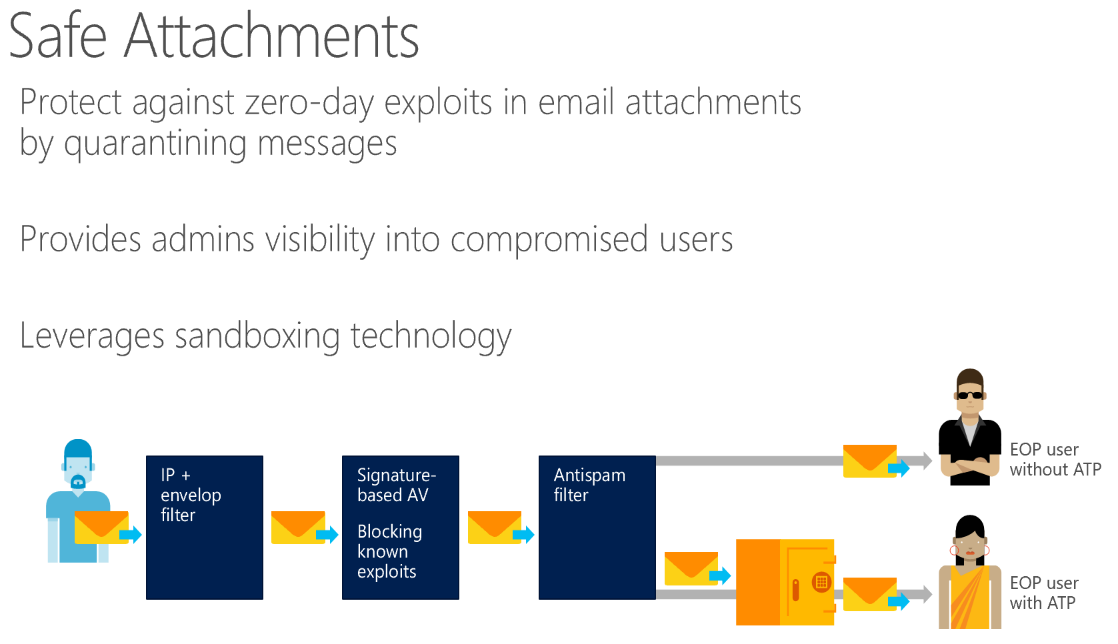 Safe Attachments
Protect against zero-day exploits in email attachments
by quarantining messages
Provides admins visibility into compromised users
Leverages sandboxing technology
IP +
envelop
filter
Signature-
based AV
Blocking
known
exploits
Antispam
filter
EOP user
without ATP
EOP user
with ATP